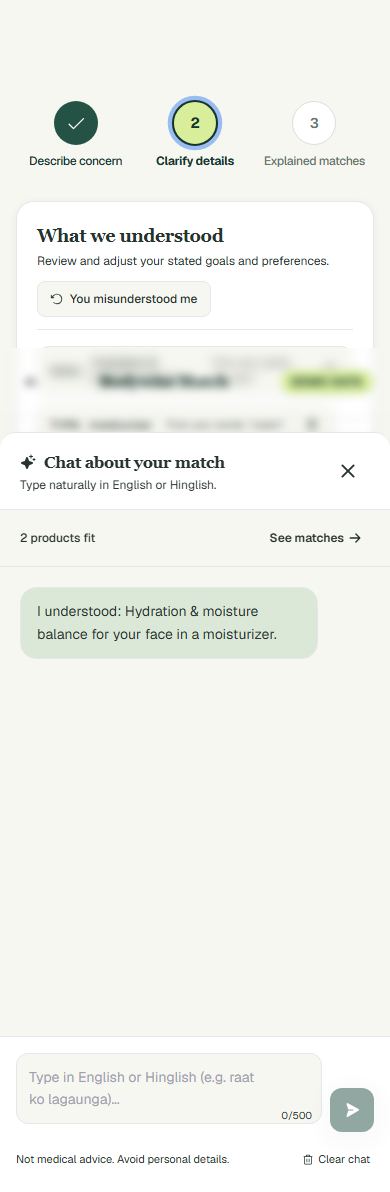 2
3
Describe concern
Clarify details
Explained matches
What we understood
Review and adjust your stated goals and preferences.
You misunderstood me
Chat about your match
Type naturally in English or Hinglish.
2 products fit
See matches
I understood: Hydration & moisture
balance for your face in a moisturizer.
Type in English or Hinglish (e.g. raat
ko lagaunga)...
0/500
Not medical advice. Avoid personal details.
Clear chat